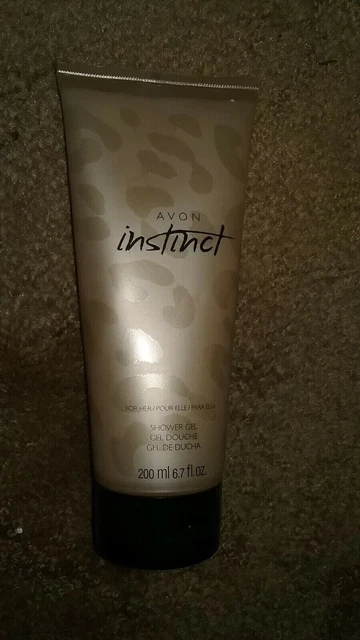 AVON
instinct
FOR HER / POUR ELLE / PARA ELLA
SHOWER GEL
GEL DOUCHE
GEL DE DUCHA
200 ml 6.7 fl.oz.